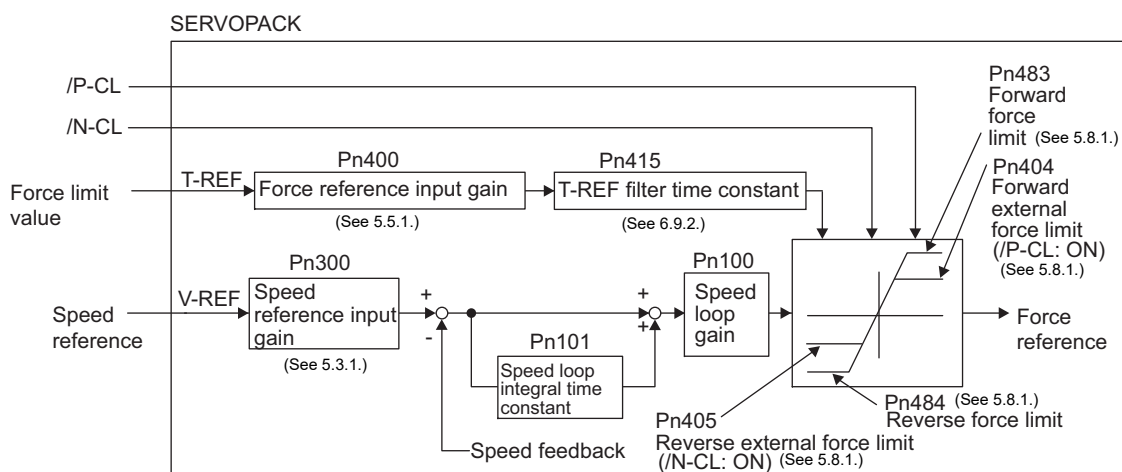 SERVOPACK
/P-CL
/N-CL
Force limit
value
T-REF
Pn400
Force reference input gain
(See 5.5.1.)
Pn415
T-REF filter time constant
(See 6.9.2.)
Pn483
Forward
force
limit (See 5.8.1.)
Pn404
Forward
external
force limit
(/P-CL: ON)
(See 5.8.1.)
Speed
reference
V-REF
Pn300
Speed
reference input
gain
(See 5.3.1.)
+
-
Pn101
Speed loop
integral time
constant
+
+
Pn100
Speed
loop
gain
Force
reference
Speed feedback
Pn484 (See 5.8.1.)
Reverse force limit
Pn405
Reverse external force limit
(/N-CL: ON) (See 5.8.1.)